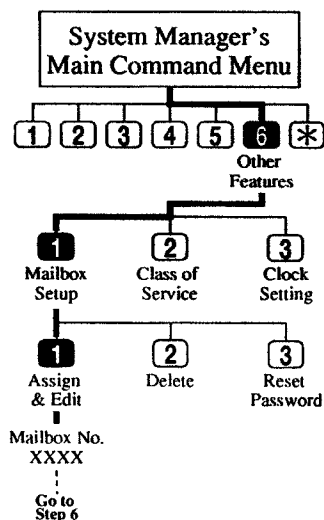 System Manager's
Main Command Menu
1 2 3 4 5 6 *
Other
Features
1 2 3
Mailbox
Setup
Class of
Service
Clock
Setting
1 2 3
Assign
& Edit
Delete
Reset
Password
Mailbox No.
XXXX
Go to
Step 6